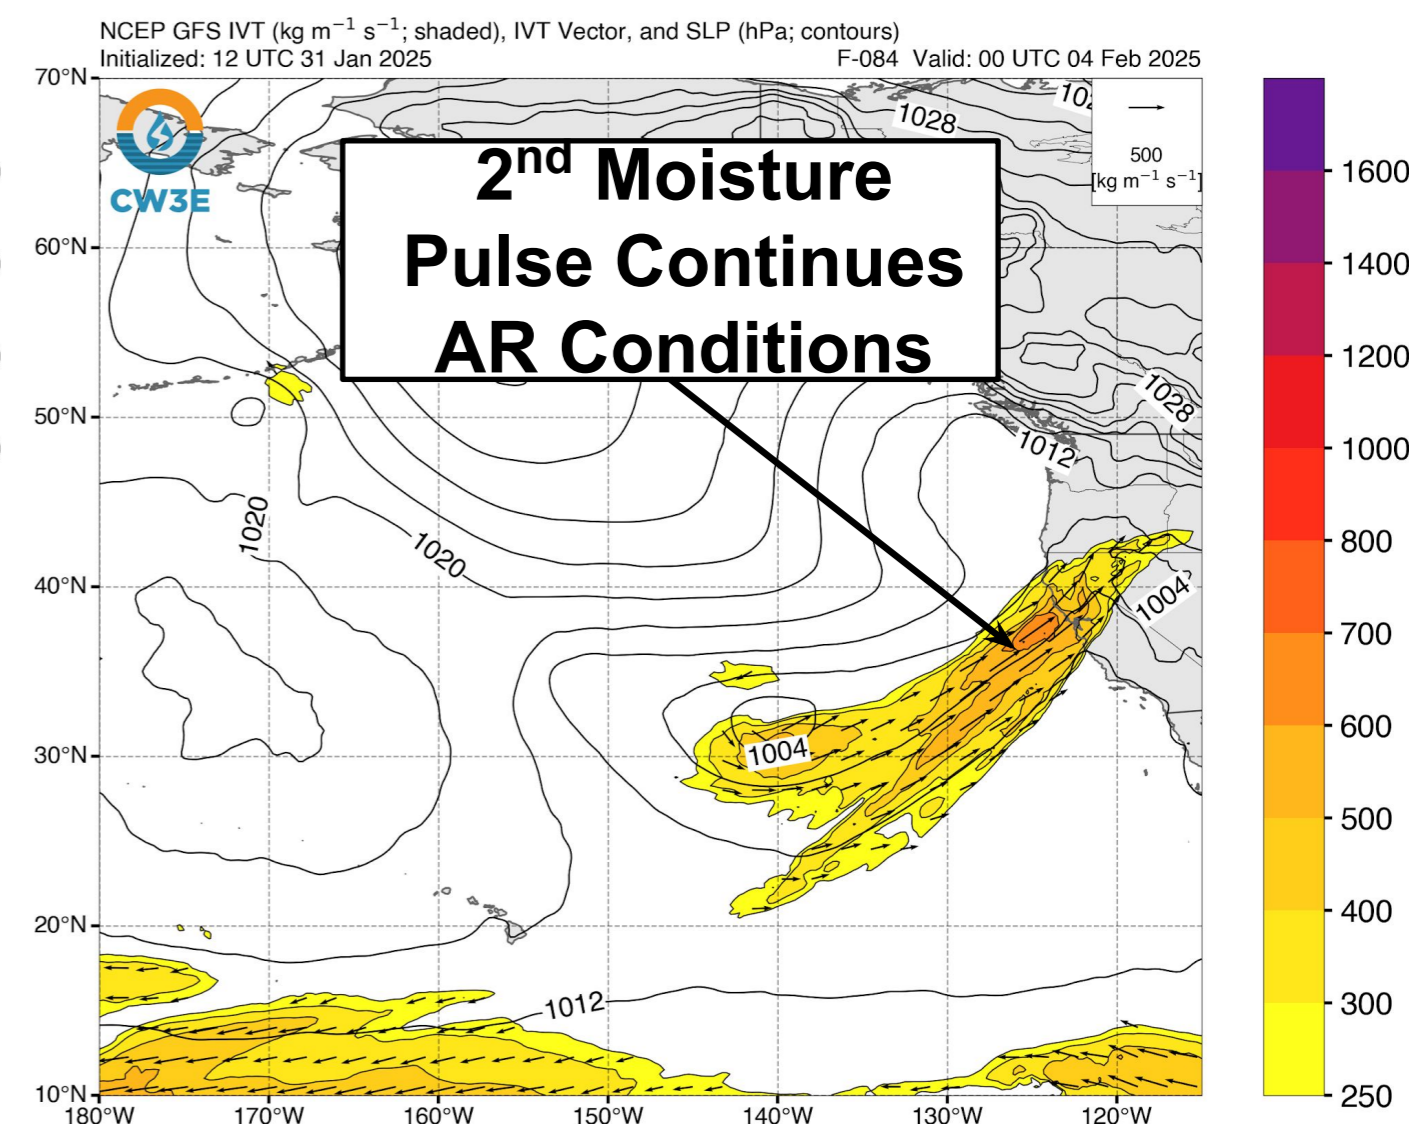 NCEP GFS IVT (kg m⁻¹ s⁻¹; shaded), IVT Vector, and SLP (hPa; contours)
Initialized: 12 UTC 31 Jan 2025
F-084 Valid: 00 UTC 04 Feb 2025
70°N
60°N
50°N
40°N
30°N
20°N
10°N
CW3E
2nd Moisture
Pulse Continues
AR Conditions
1028
500
[kg m⁻¹ s⁻¹]
1028
1012
1020
1020
1004
1004
1012
180°W
170°W
160°W
150°W
140°W
130°W
120°W
1600
1400
1200
1000
800
700
600
500
400
300
250